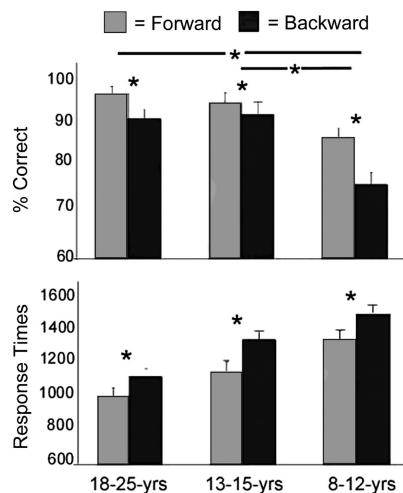 = Forward = Backward
*
*
* * *
100
90
80
70
60
% Correct
* * *
1600
1400
1200
1000
800
600
Response Times
18-25-yrs 13-15-yrs 8-12-yrs